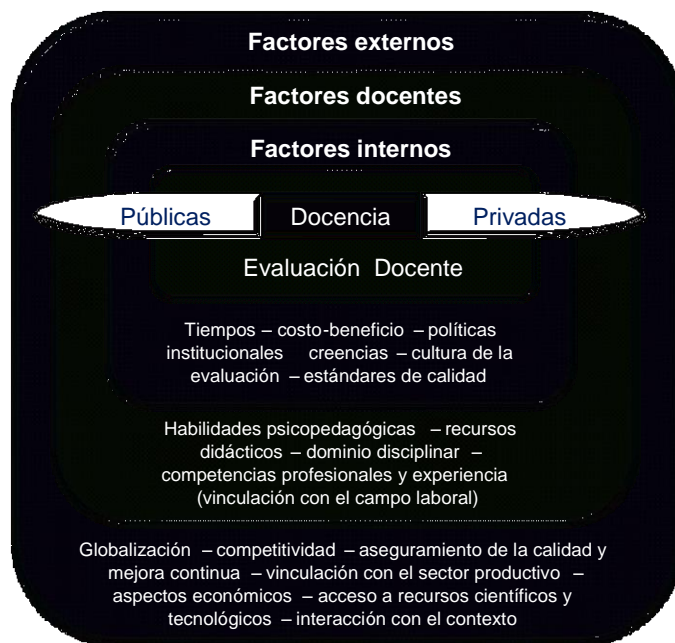 Factores externos
Factores docentes
Factores internos
Públicas Docencia Privadas
Evaluación Docente
Tiempos – costo-beneficio – políticas
institucionales creencias – cultura de la
evaluación – estándares de calidad
Habilidades psicopedagógicas – recursos
didácticos – dominio disciplinar –
competencias profesionales y experiencia
(vinculación con el campo laboral)
Globalización – competitividad – aseguramiento de la calidad y
mejora continua – vinculación con el sector productivo –
aspectos económicos – acceso a recursos científicos y
tecnológicos – interacción con el contexto